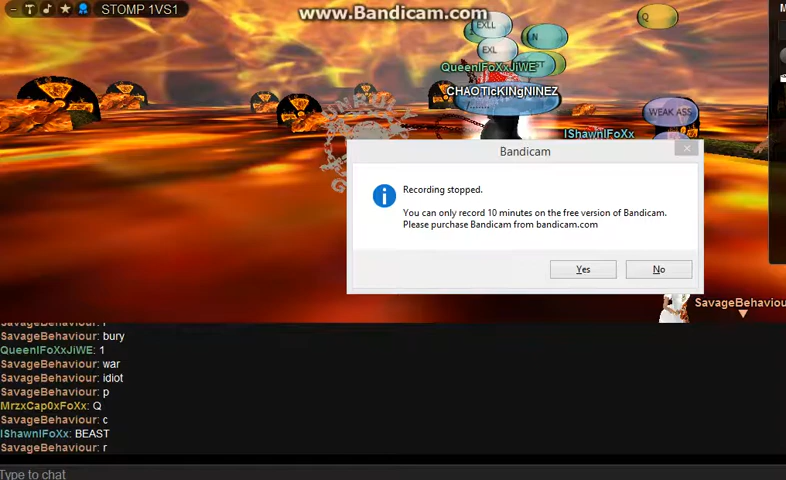 www.Bandicam.com
STOMP 1VS1
Q
EXLL
N
EXL
QueenIFoXxJiWE
CHAOTIcKINgNINEZ
WEAK ASS
IShawnIFoXx
Bandicam
Recording stopped.
You can only record 10 minutes on the free version of Bandicam.
Please purchase Bandicam from bandicam.com
Yes
No
SavageBehaviour
SavageBehaviour: bury
QueenIFoXxJiWE: 1
SavageBehaviour: war
SavageBehaviour: idiot
SavageBehaviour: p
MrzxCap0xFoXx: Q
SavageBehaviour: c
IShawnIFoXx: BEAST
SavageBehaviour: r
Type to chat